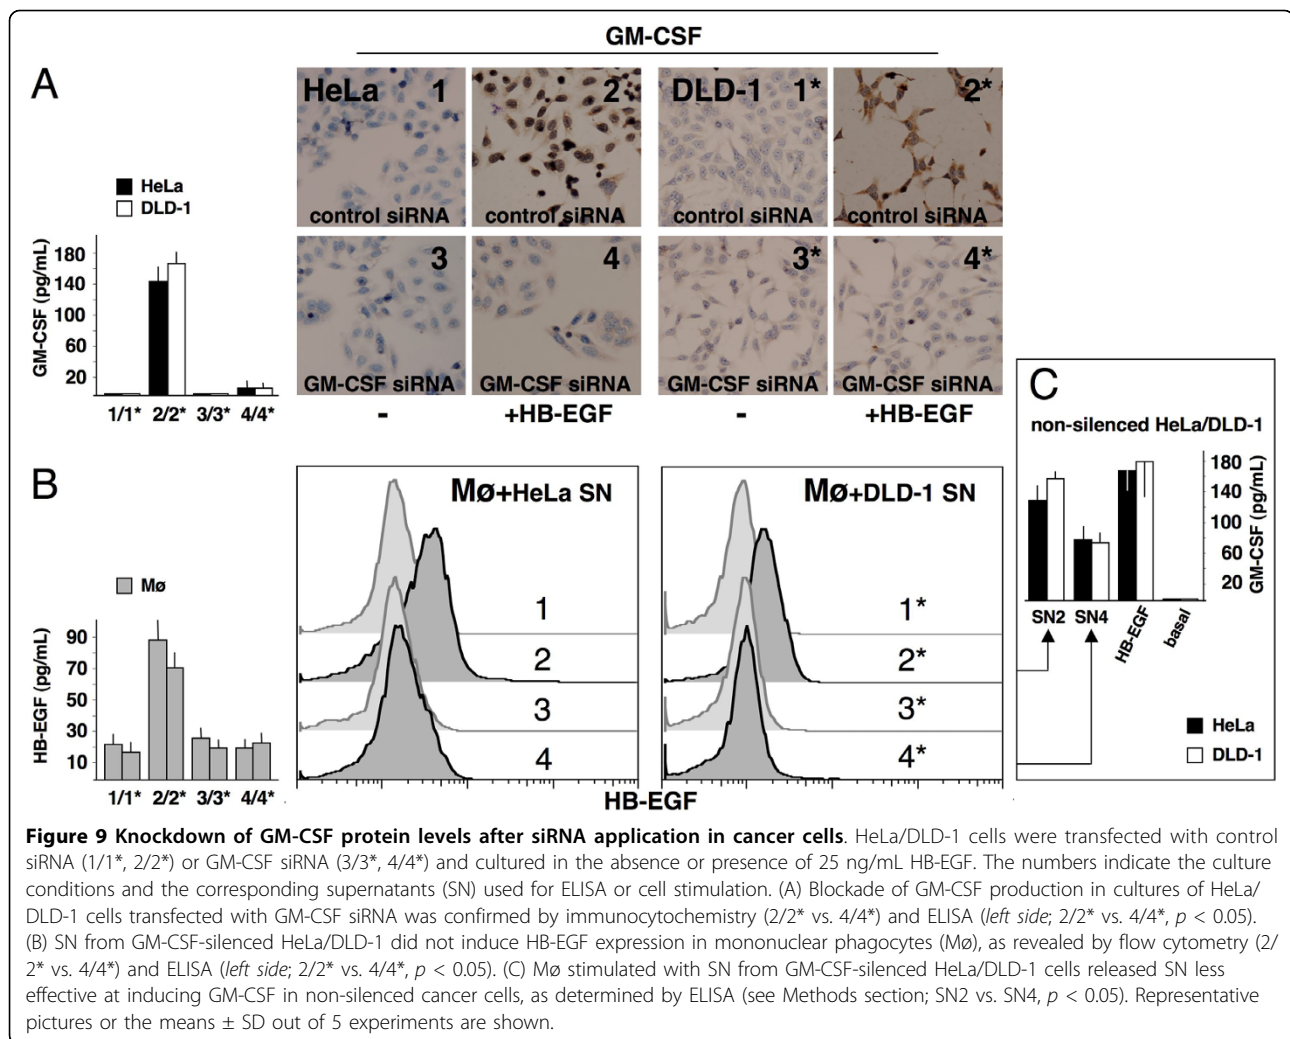 GM-CSF
A
HeLa 1
control siRNA
2
control siRNA
DLD-1 1*
control siRNA
2*
control siRNA
3
GM-CSF siRNA
4
GM-CSF siRNA
3*
GM-CSF siRNA
4*
GM-CSF siRNA
-
+HB-EGF
-
+HB-EGF
HeLa
DLD-1
GM-CSF (pg/mL)
180
140
100
60
20
1/1* 2/2* 3/3* 4/4*
B
Mø
HB-EGF (pg/mL)
90
70
50
30
10
1/1* 2/2* 3/3* 4/4*
Mø+HeLa SN
1
2
3
4
Mø+DLD-1 SN
1*
2*
3*
4*
HB-EGF
C
non-silenced HeLa/DLD-1
180
140
100
60
20
GM-CSF (pg/mL)
SN2 SN4 HB-EGF basal
HeLa
DLD-1
Figure 9 Knockdown of GM-CSF protein levels after siRNA application in cancer cells. HeLa/DLD-1 cells were transfected with control
siRNA (1/1*, 2/2*) or GM-CSF siRNA (3/3*, 4/4*) and cultured in the absence or presence of 25 ng/mL HB-EGF. The numbers indicate the culture
conditions and the corresponding supernatants (SN) used for ELISA or cell stimulation. (A) Blockade of GM-CSF production in cultures of HeLa/
DLD-1 cells transfected with GM-CSF siRNA was confirmed by immunocytochemistry (2/2* vs. 4/4*) and ELISA (left side; 2/2* vs. 4/4*, p < 0.05).
(B) SN from GM-CSF-silenced HeLa/DLD-1 did not induce HB-EGF expression in mononuclear phagocytes (Mø), as revealed by flow cytometry (2/
2* vs. 4/4*) and ELISA (left side; 2/2* vs. 4/4*, p < 0.05). (C) Mø stimulated with SN from GM-CSF-silenced HeLa/DLD-1 cells released SN less
effective at inducing GM-CSF in non-silenced cancer cells, as determined by ELISA (see Methods section; SN2 vs. SN4, p < 0.05). Representative
pictures or the means ± SD out of 5 experiments are shown.